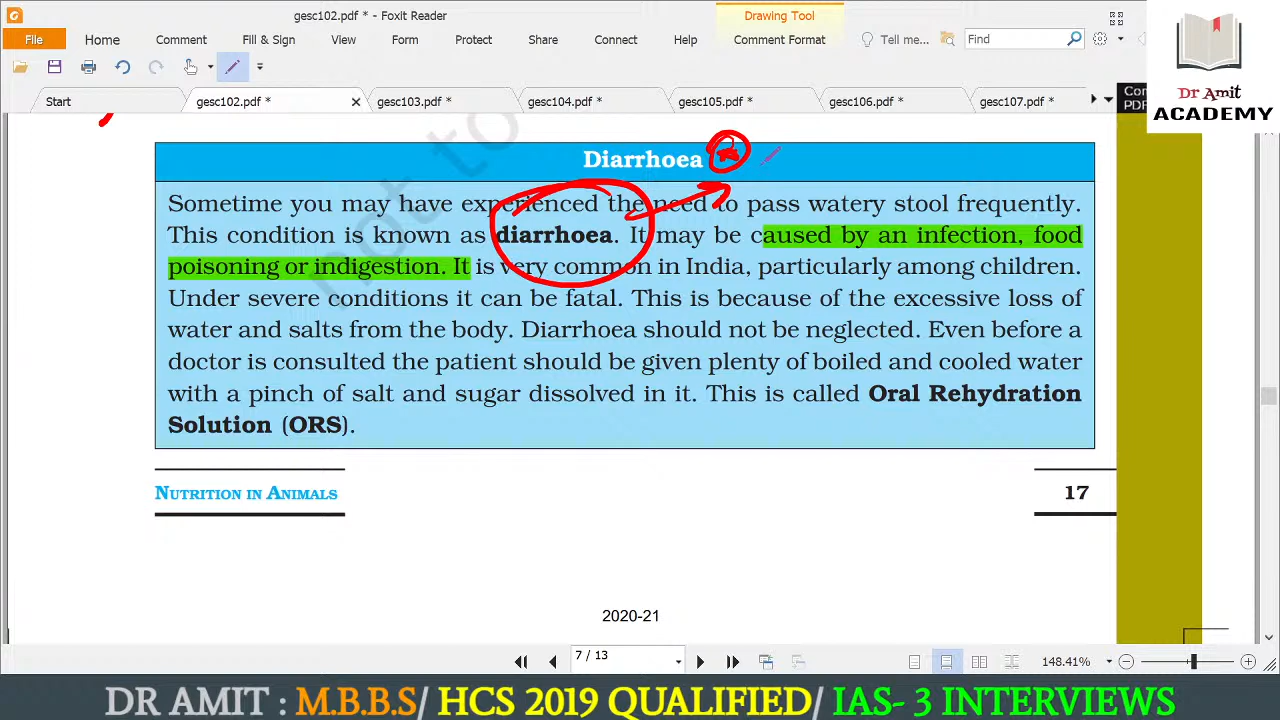 gesc102.pdf * - Foxit Reader
Drawing Tool
File Home Comment Fill & Sign View Form Protect Share Connect Help Comment Format Tell me... Find
Start gesc102.pdf * gesc103.pdf * gesc104.pdf * gesc105.pdf * gesc106.pdf * gesc107.pdf *
Dr Amit
ACADEMY
Diarrhoea
Sometime you may have experienced the need to pass watery stool frequently.
This condition is known as diarrhoea. It may be caused by an infection, food
poisoning or indigestion. It is very common in India, particularly among children.
Under severe conditions it can be fatal. This is because of the excessive loss of
water and salts from the body. Diarrhoea should not be neglected. Even before a
doctor is consulted the patient should be given plenty of boiled and cooled water
with a pinch of salt and sugar dissolved in it. This is called Oral Rehydration
Solution (ORS).
NUTRITION IN ANIMALS 17
2020-21
7 / 13 148.41%
DR AMIT : M.B.B.S/ HCS 2019 QUALIFIED/ IAS- 3 INTERVIEWS